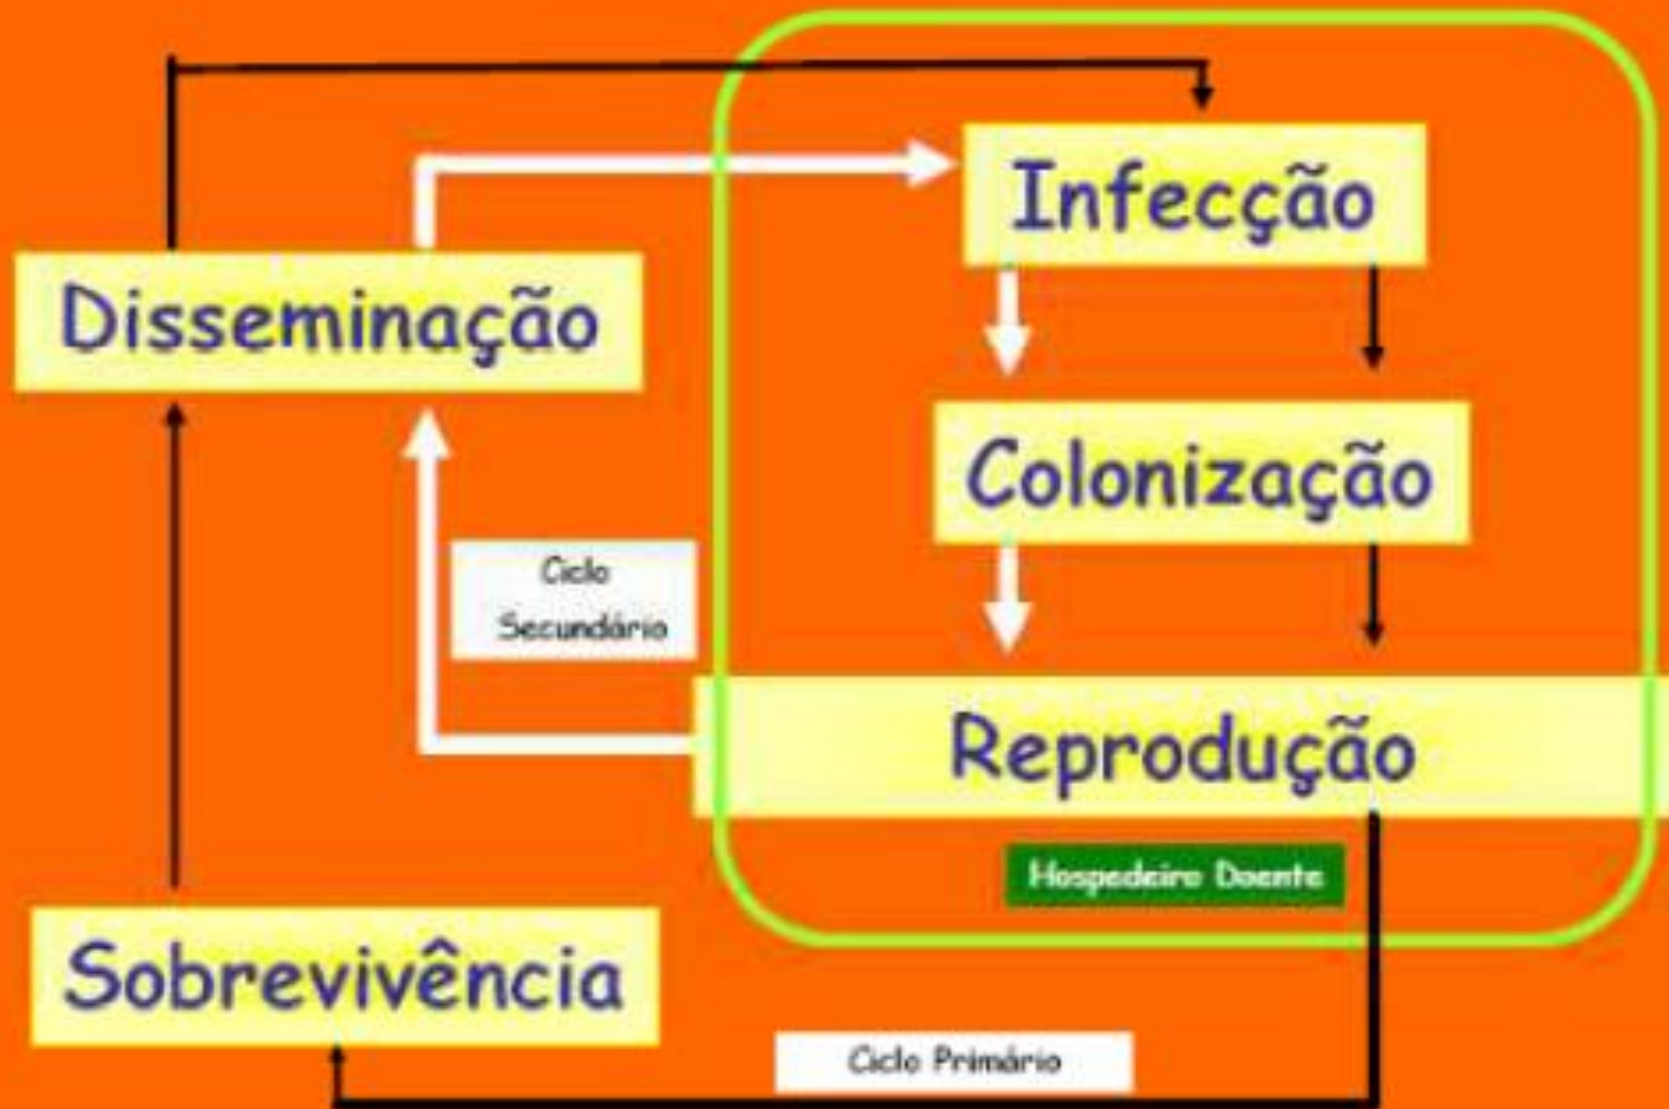 Infecção
Disseminação
Colonização
Ciclo
Secundário
Reprodução
Hospedeiro Doente
Sobrevivência
Ciclo Primário